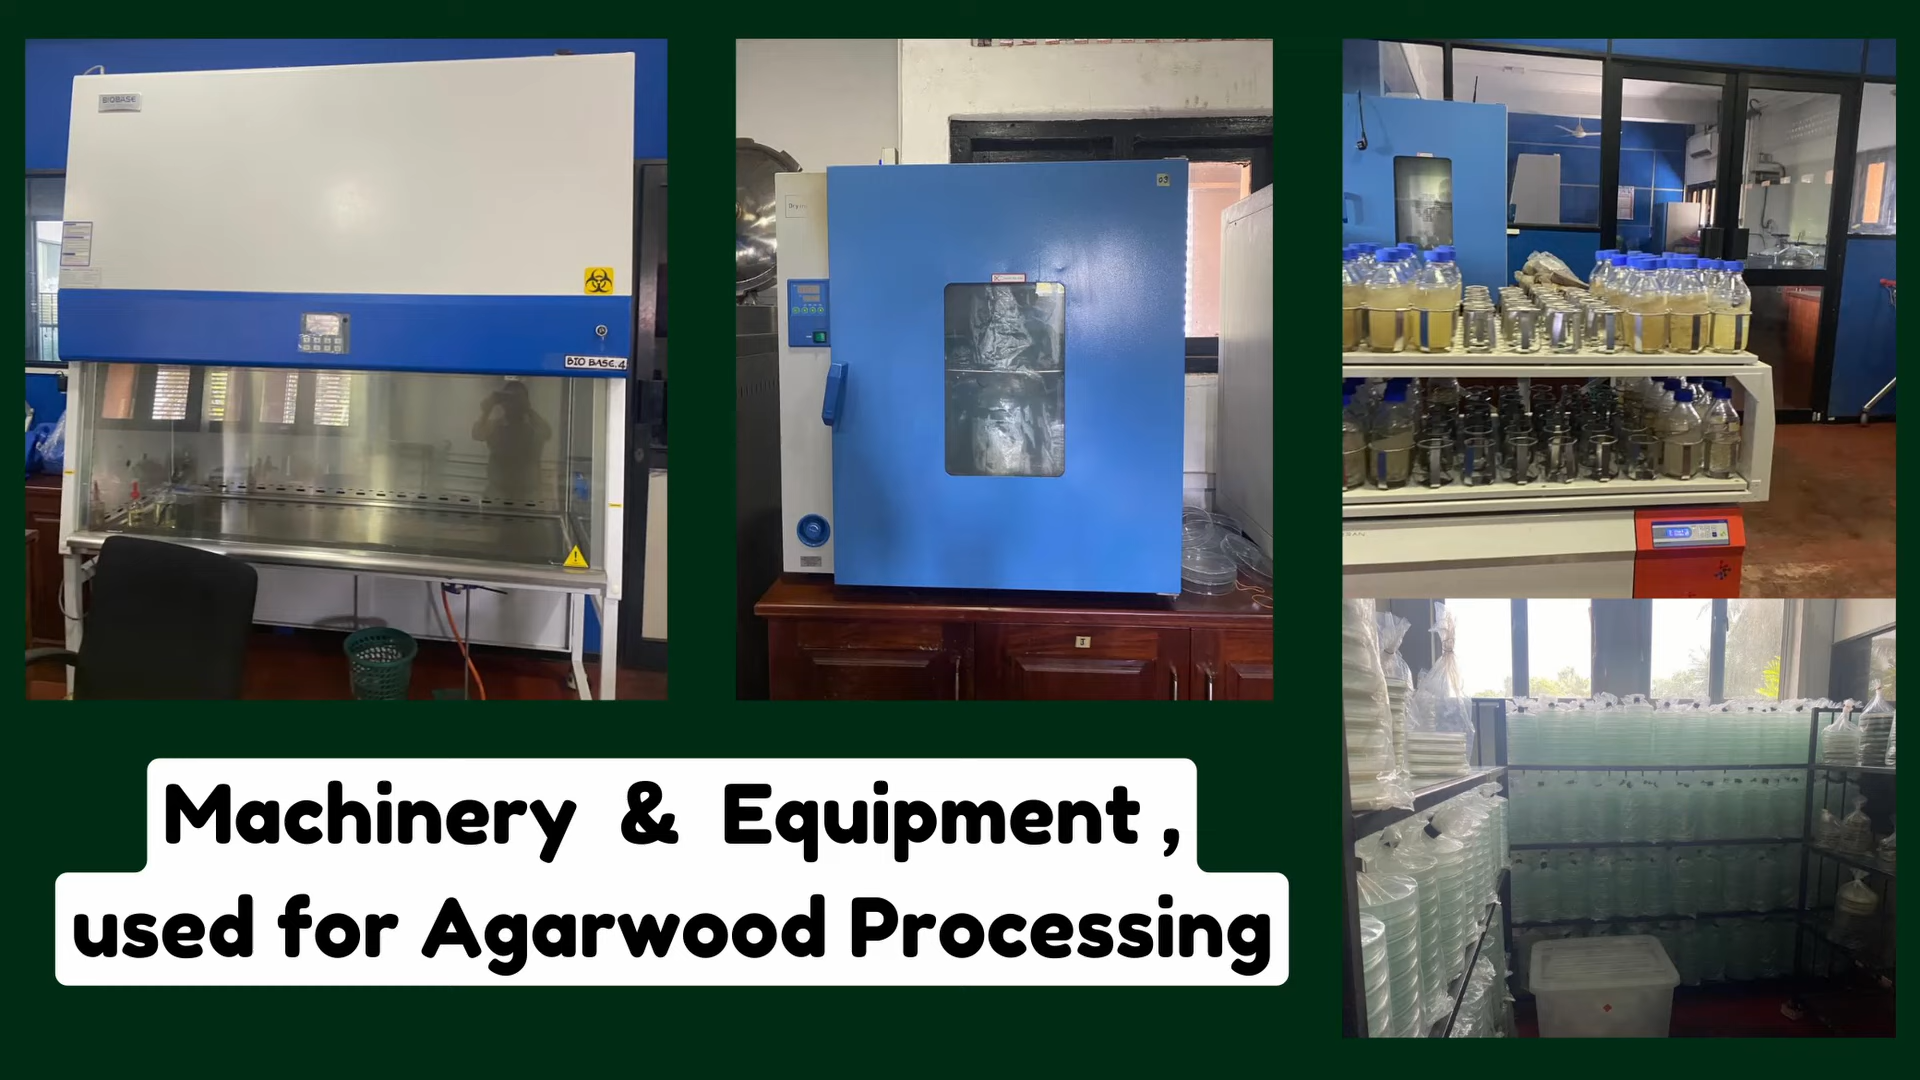 BIOBASE
BIO BASE.4
Machinery & Equipment ,
used for Agarwood Processing